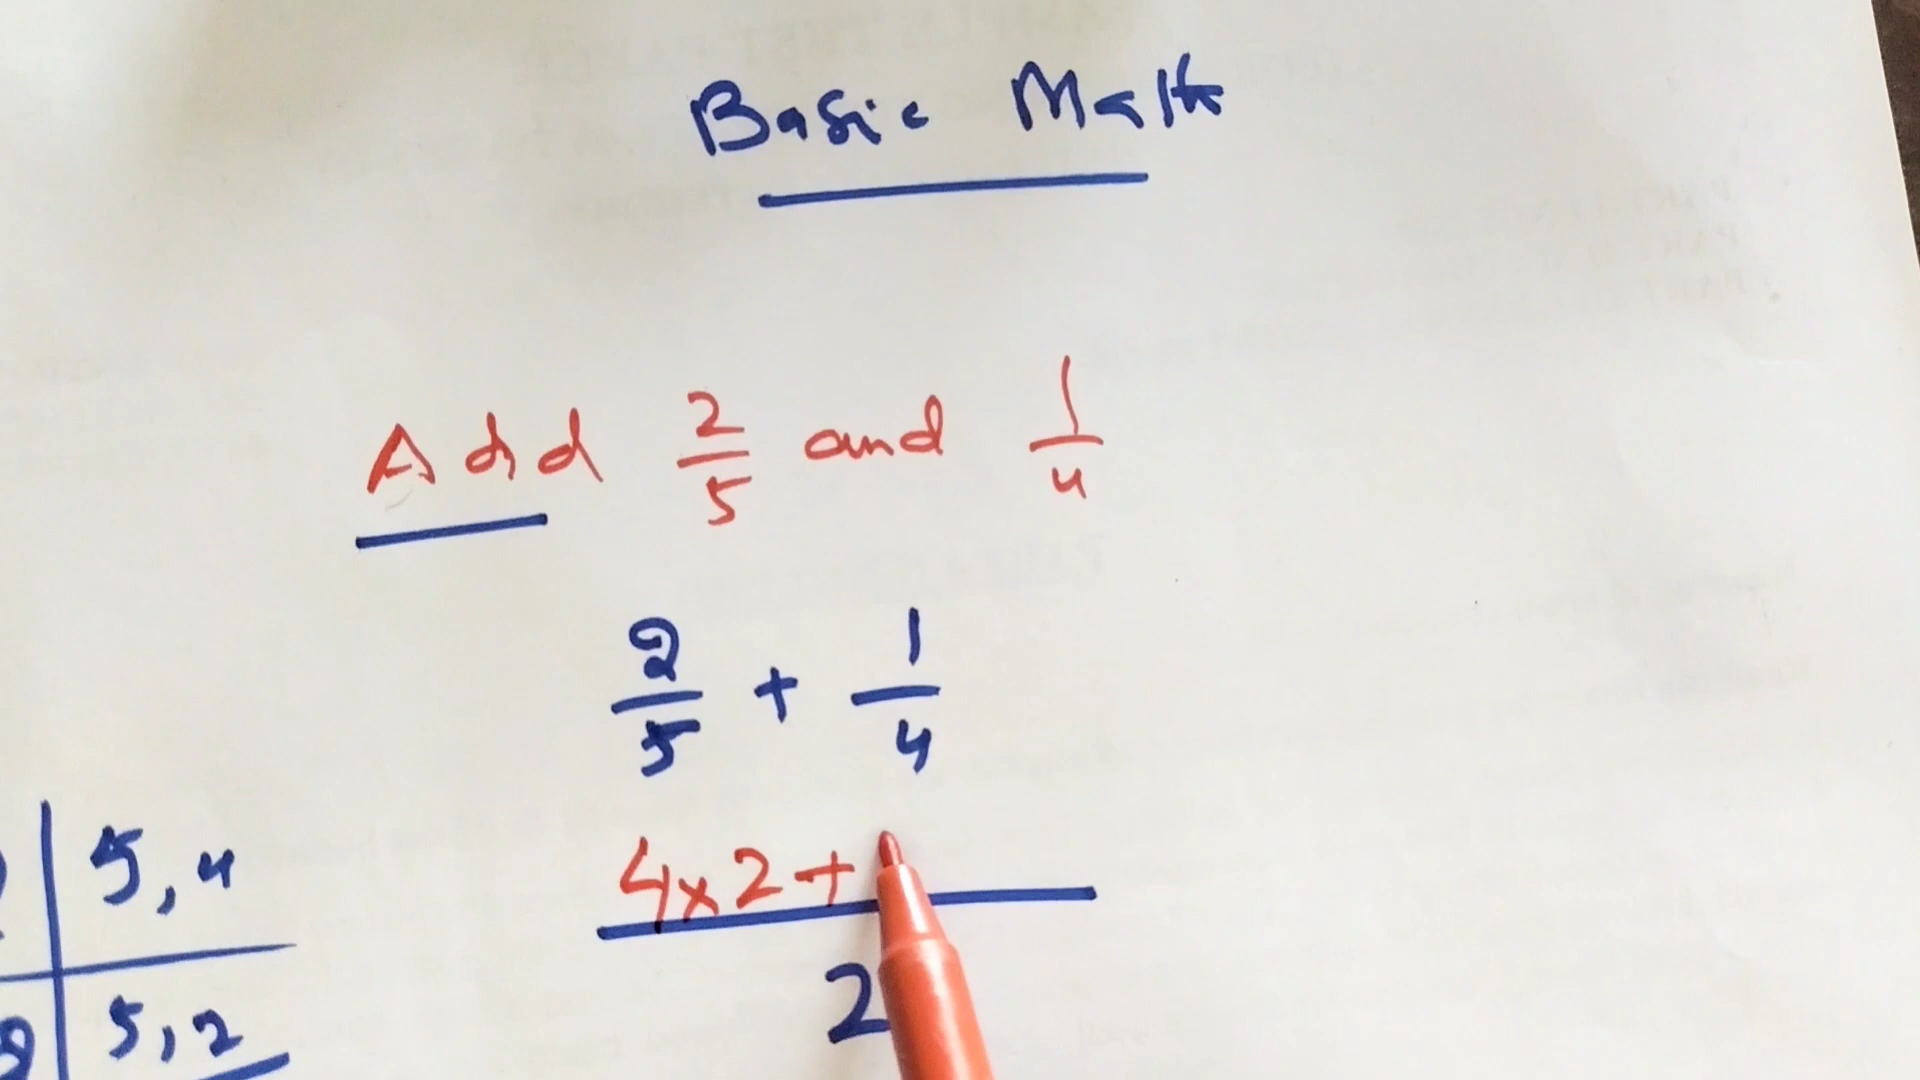 Basic Math
Add 2/5 and 1/4
2/5 + 1/4
5,4
4x2+
2
5,2